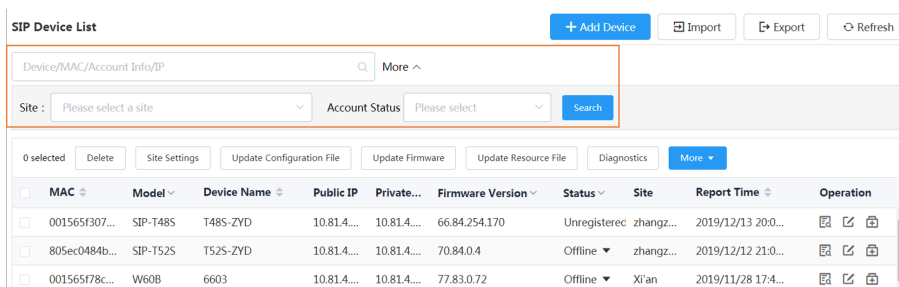 SIP Device List Add Device Import Export Refresh
Device/MAC/Account Info/IP More
Site : Please select a site Account Status Please select Search
0 selected Delete Site Settings Update Configuration File Update Firmware Update Resource File Diagnostics More
MAC Model Device Name Public IP Private... Firmware Version Status Site Report Time Operation
001565f307... SIP-T48S T48S-ZYD 10.81.4.... 10.81.4.... 66.84.254.170 Unregistered zhangz... 2019/12/13 20:0...
805ec0484b... SIP-T52S T52S-ZYD 10.81.4.... 10.81.4.... 70.84.0.4 Offline zhangz... 2019/12/12 21:0...
001565f78c... W60B 6603 10.81.4.... 10.81.4.... 77.83.0.72 Offline Xi'an 2019/11/28 17:4...